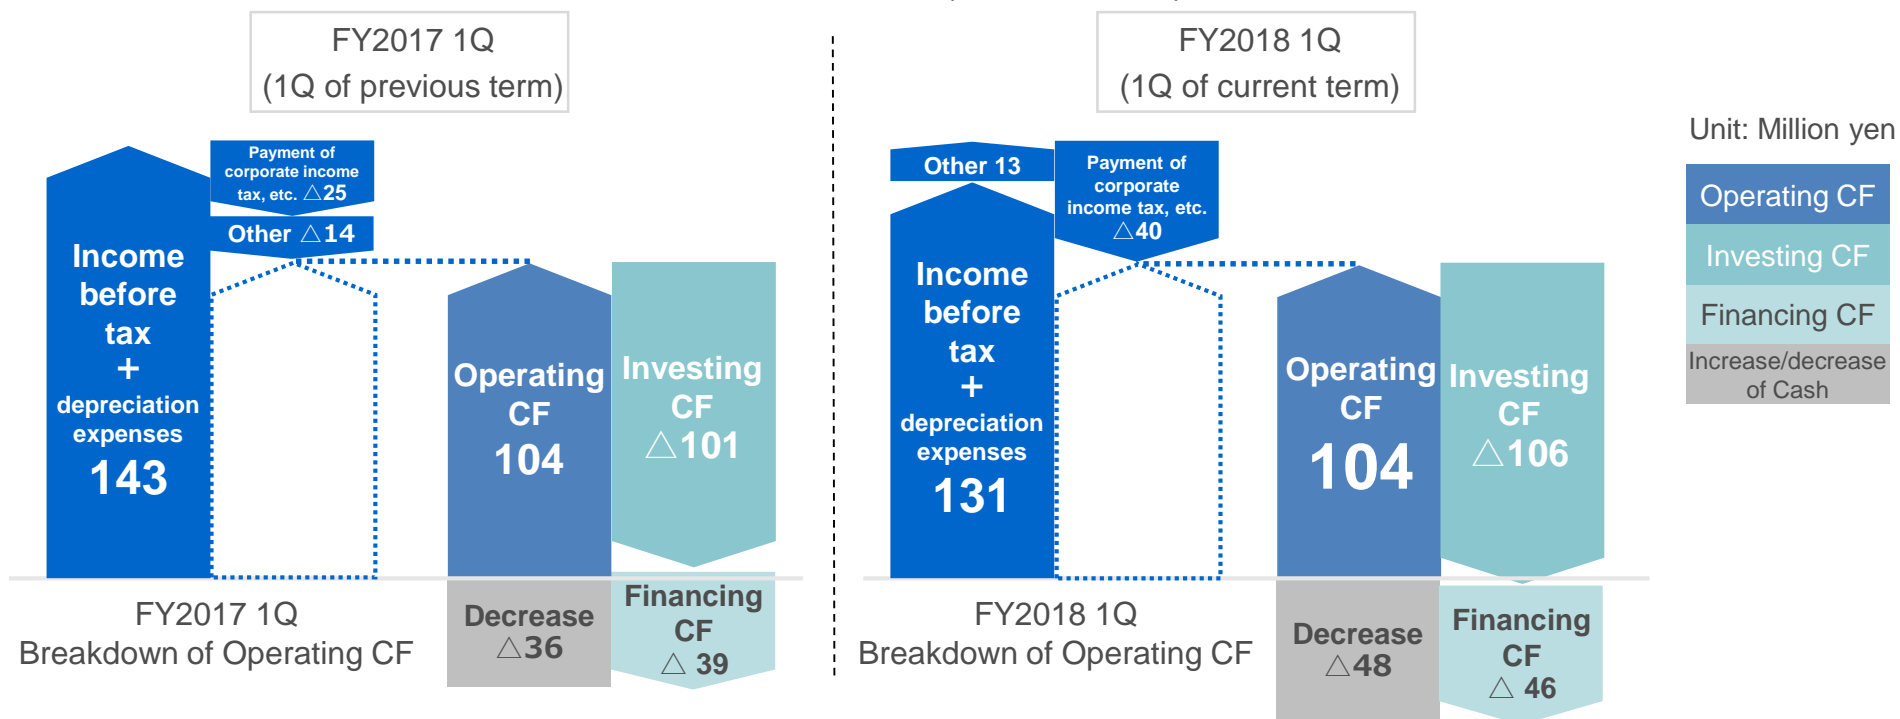 FY2017 1Q
(1Q of previous term)
Payment of
corporate income
tax, etc. △25
Other △14
Income
before
tax
+
depreciation
expenses
143
Operating
CF
104
Investing
CF
△101
Decrease
△36
Financing
CF
△ 39
FY2017 1Q
Breakdown of Operating CF
FY2018 1Q
(1Q of current term)
Other 13
Payment of
corporate
income tax, etc.
△40
Income
before
tax
+
depreciation
expenses
131
Operating
CF
104
Investing
CF
△106
Decrease
△48
Financing
CF
△ 46
FY2018 1Q
Breakdown of Operating CF
Unit: Million yen
Operating CF
Investing CF
Financing CF
Increase/decrease
of Cash